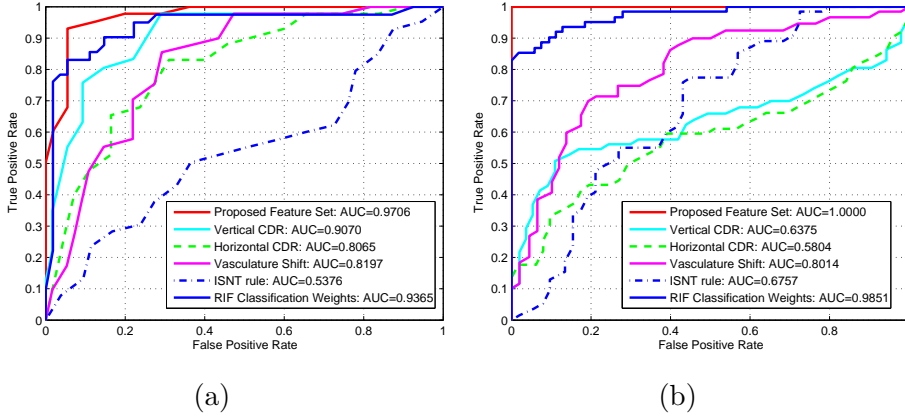 1
0.9
0.8
0.7
0.6
0.5
0.4
0.3
0.2
0.1
0
True Positive Rate
Proposed Feature Set: AUC=0.9706
Vertical CDR: AUC=0.9070
Horizontal CDR: AUC=0.8065
Vasculature Shift: AUC=0.8197
ISNT rule: AUC=0.5376
RIF Classification Weights: AUC=0.9365
0 0.2 0.4 0.6 0.8 1
False Positive Rate
(a)
1
0.9
0.8
0.7
0.6
0.5
0.4
0.3
0.2
0.1
0
True Positive Rate
Proposed Feature Set: AUC=1.0000
Vertical CDR: AUC=0.6375
Horizontal CDR: AUC=0.5804
Vasculature Shift: AUC=0.8014
ISNT rule: AUC=0.6757
RIF Classification Weights: AUC=0.9851
0 0.2 0.4 0.6 0.8
False Positive Rate
(b)